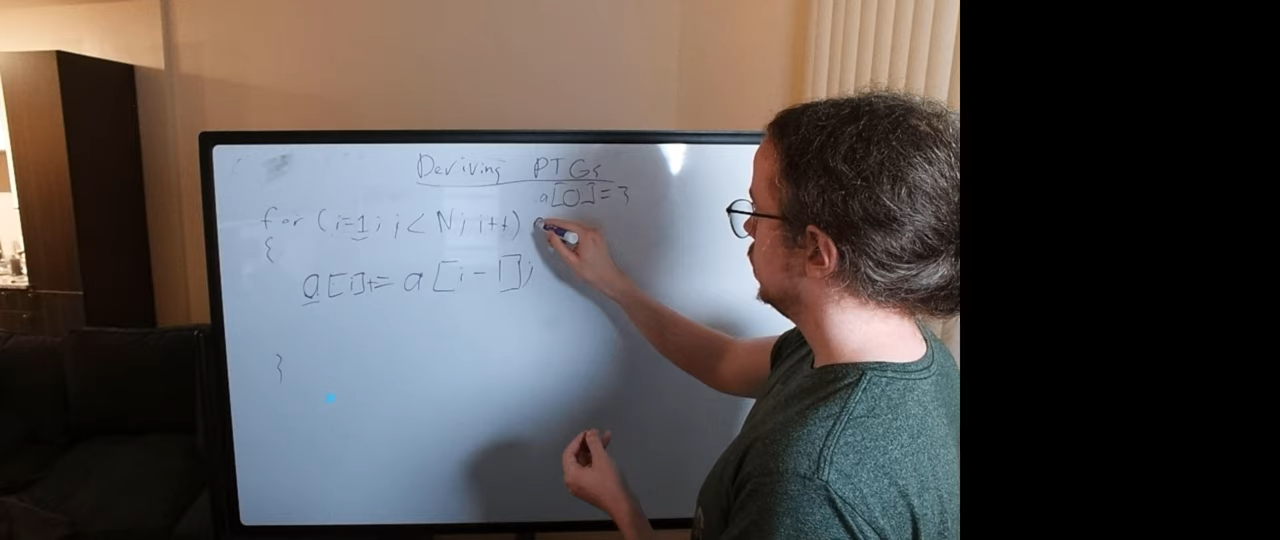 Deriving PTGs
a[0]=3
for (i=1; i<N; i++)
{
a[i]+= a[i-1];
}